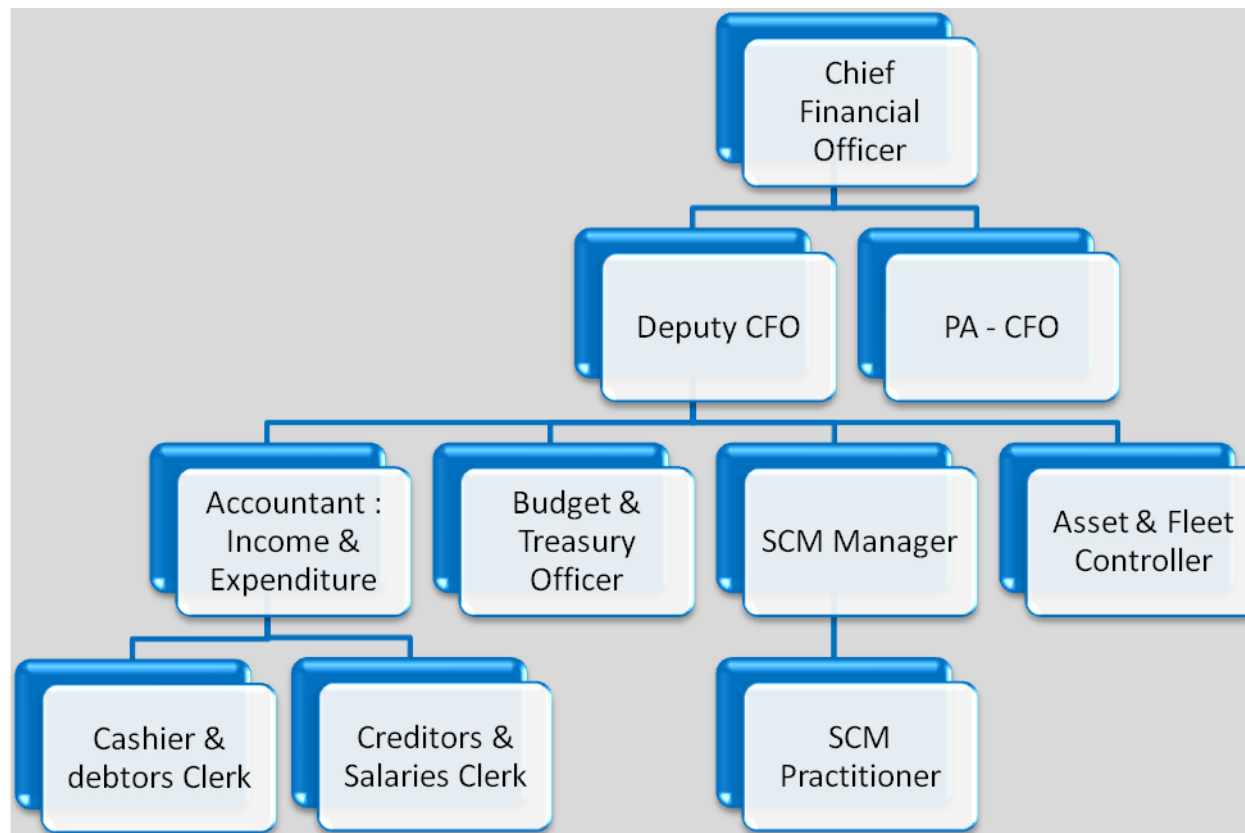 Chief
Financial
Officer
Deputy CFO
PA - CFO
Accountant :
Income &
Expenditure
Budget &
Treasury
Officer
SCM Manager
Asset & Fleet
Controller
Cashier &
debtors Clerk
Creditors &
Salaries Clerk
SCM
Practitioner